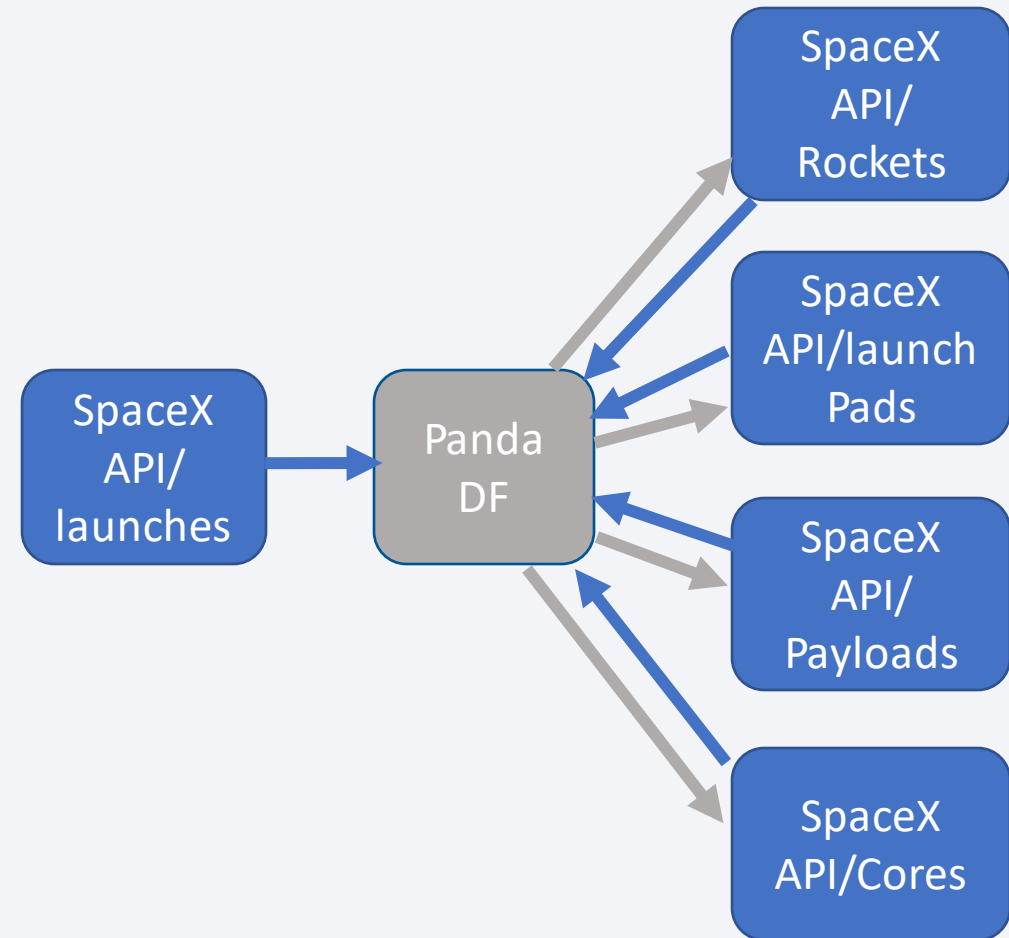 SpaceX
API/
Rockets
SpaceX
API/launch
Pads
SpaceX
API/
launches
Panda
DF
SpaceX
API/
Payloads
SpaceX
API/Cores